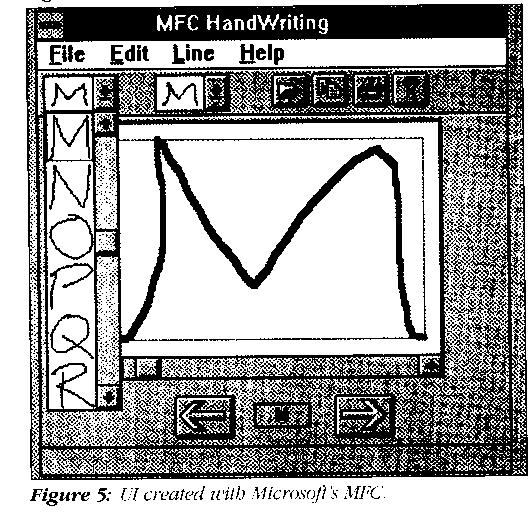 MFC HandWriting
File Edit Line Help
M M
M
N
O
P
Q
R
M
Figure 5: UI created with Microsoft's MFC.